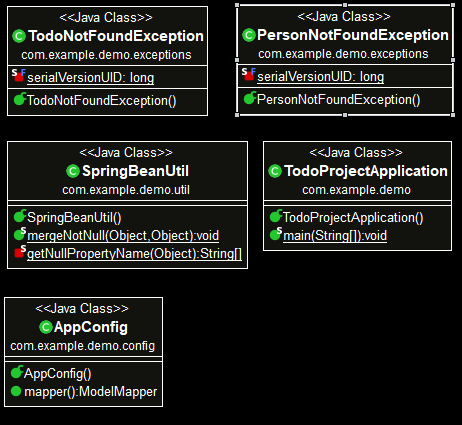 <<Java Class>>
TodoNotFoundException
com.example.demo.exceptions
serialVersionUID: long
TodoNotFoundException()
<<Java Class>>
PersonNotFoundException
com.example.demo.exceptions
serialVersionUID: long
PersonNotFoundException()
<<Java Class>>
SpringBeanUtil
com.example.demo.util
SpringBeanUtil()
mergeNotNull(Object,Object):void
getNullPropertyName(Object):String[]
<<Java Class>>
TodoProjectApplication
com.example.demo
TodoProjectApplication()
main(String[]):void
<<Java Class>>
AppConfig
com.example.demo.config
AppConfig()
mapper():ModelMapper